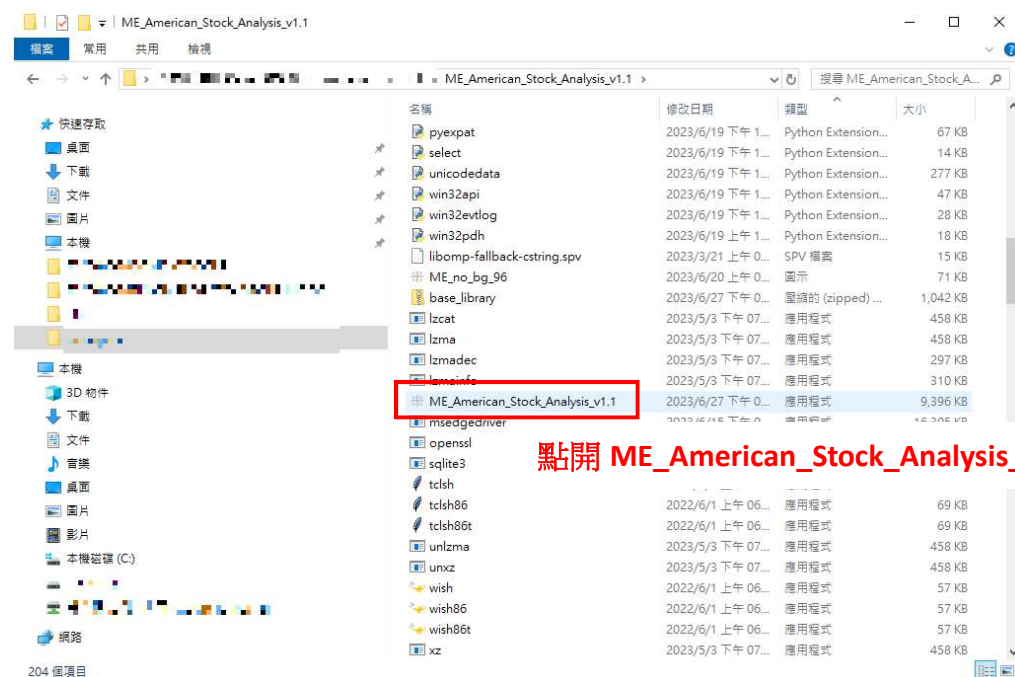 ME_American_Stock_Analysis_v1.1
檔案 常用 共用 檢視
ME_American_Stock_Analysis_v1.1 搜尋 ME_American_Stock_A...
名稱 修改日期 類型 大小
快速存取
桌面
下載
文件
圖片
本機
本機
3D 物件
下載
文件
音樂
桌面
圖片
影片
本機磁碟 (C:)
網路
pyexpat 2023/6/19 下午 1... Python Extension... 67 KB
select 2023/6/19 下午 1... Python Extension... 14 KB
unicodedata 2023/6/19 下午 1... Python Extension... 277 KB
win32api 2023/6/19 下午 1... Python Extension... 47 KB
win32evtlog 2023/6/19 下午 1... Python Extension... 28 KB
win32pdh 2023/6/19 上午 1... Python Extension... 18 KB
libomp-fallback-cstring.spv 2023/3/21 上午 0... SPV 檔案 15 KB
ME_no_bg_96 2023/6/20 上午 0... 圖示 71 KB
base_library 2023/6/27 下午 0... 壓縮的 (zipped) ... 1,042 KB
lzcat 2023/5/3 下午 07... 應用程式 458 KB
lzma 2023/5/3 下午 07... 應用程式 458 KB
lzmadec 2023/5/3 下午 07... 應用程式 297 KB
lzmainfo 2023/5/3 下午 07... 應用程式 310 KB
ME_American_Stock_Analysis_v1.1 2023/6/27 下午 0... 應用程式 9,396 KB
msedgedriver
openssl
點開 ME_American_Stock_Analysis_
sqlite3
tclsh
tclsh86 2022/6/1 上午 06... 應用程式 69 KB
tclsh86t 2022/6/1 上午 06... 應用程式 69 KB
unlzma 2023/5/3 下午 07... 應用程式 458 KB
unxz 2023/5/3 下午 07... 應用程式 458 KB
wish 2022/6/1 上午 06... 應用程式 57 KB
wish86 2022/6/1 上午 06... 應用程式 57 KB
wish86t 2022/6/1 上午 06... 應用程式 57 KB
xz 2023/5/3 下午 07... 應用程式 458 KB
204 個項目